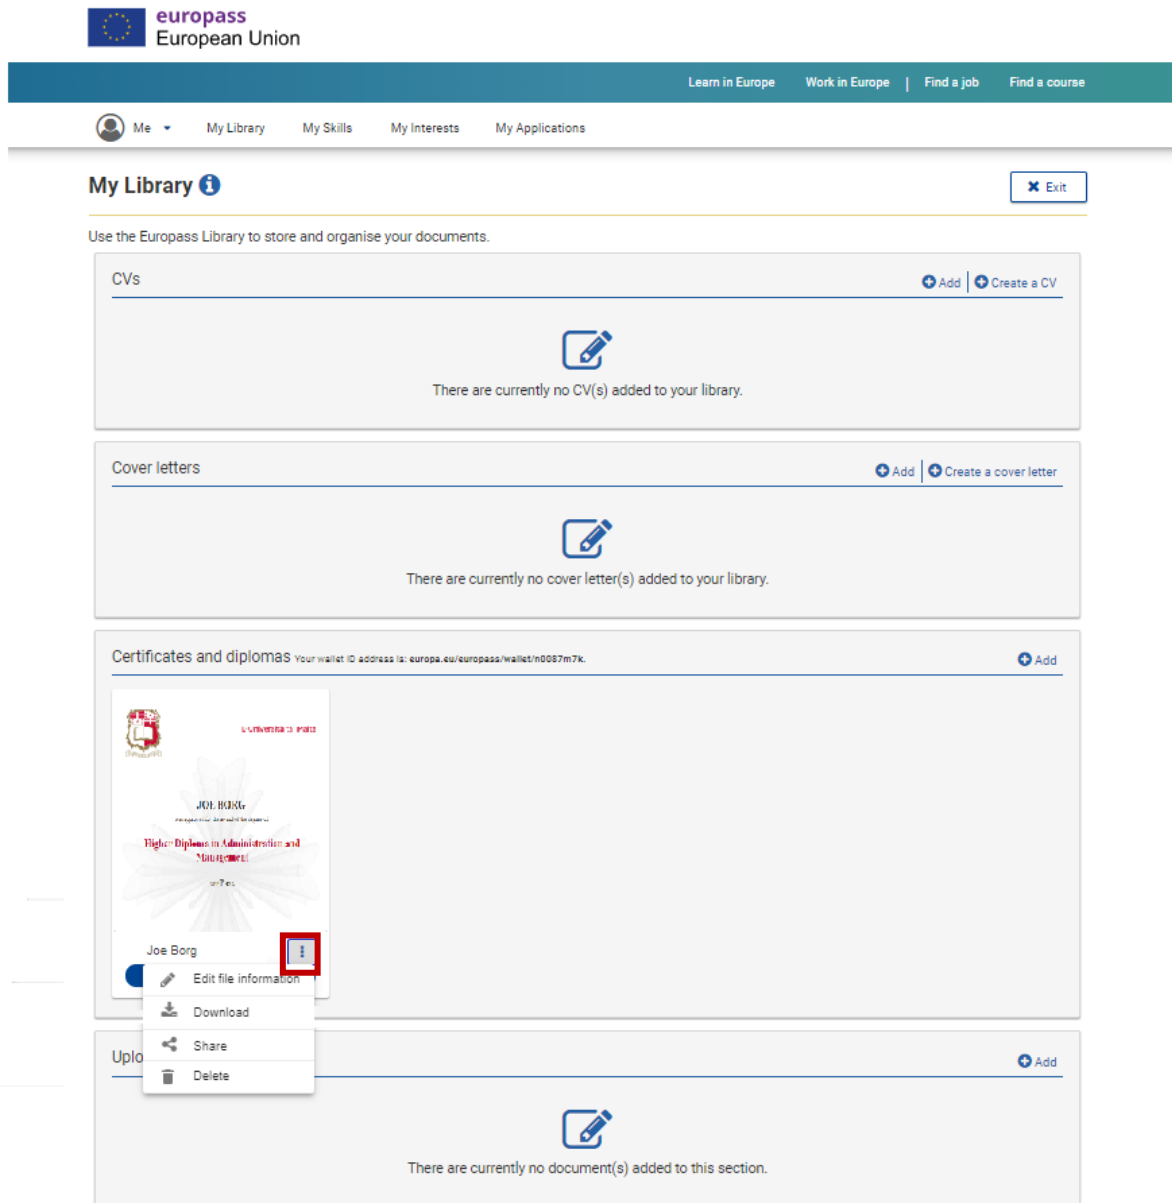 europass
European Union
Learn in Europe Work in Europe | Find a job Find a course
Me My Library My Skills My Interests My Applications
My Library
Exit
Use the Europass Library to store and organise your documents.
CVs
Add Create a CV
There are currently no CV(s) added to your library.
Cover letters
Add Create a cover letter
There are currently no cover letter(s) added to your library.
Certificates and diplomas Your wallet ID address is: europa.eu/europass/wallet/n0087m7k.
Add
JOE BORG
Higher Diploma in Administration and
Management
Joe Borg
Edit file information
Download
Share
Delete
Uplo
Add
There are currently no document(s) added to this section.